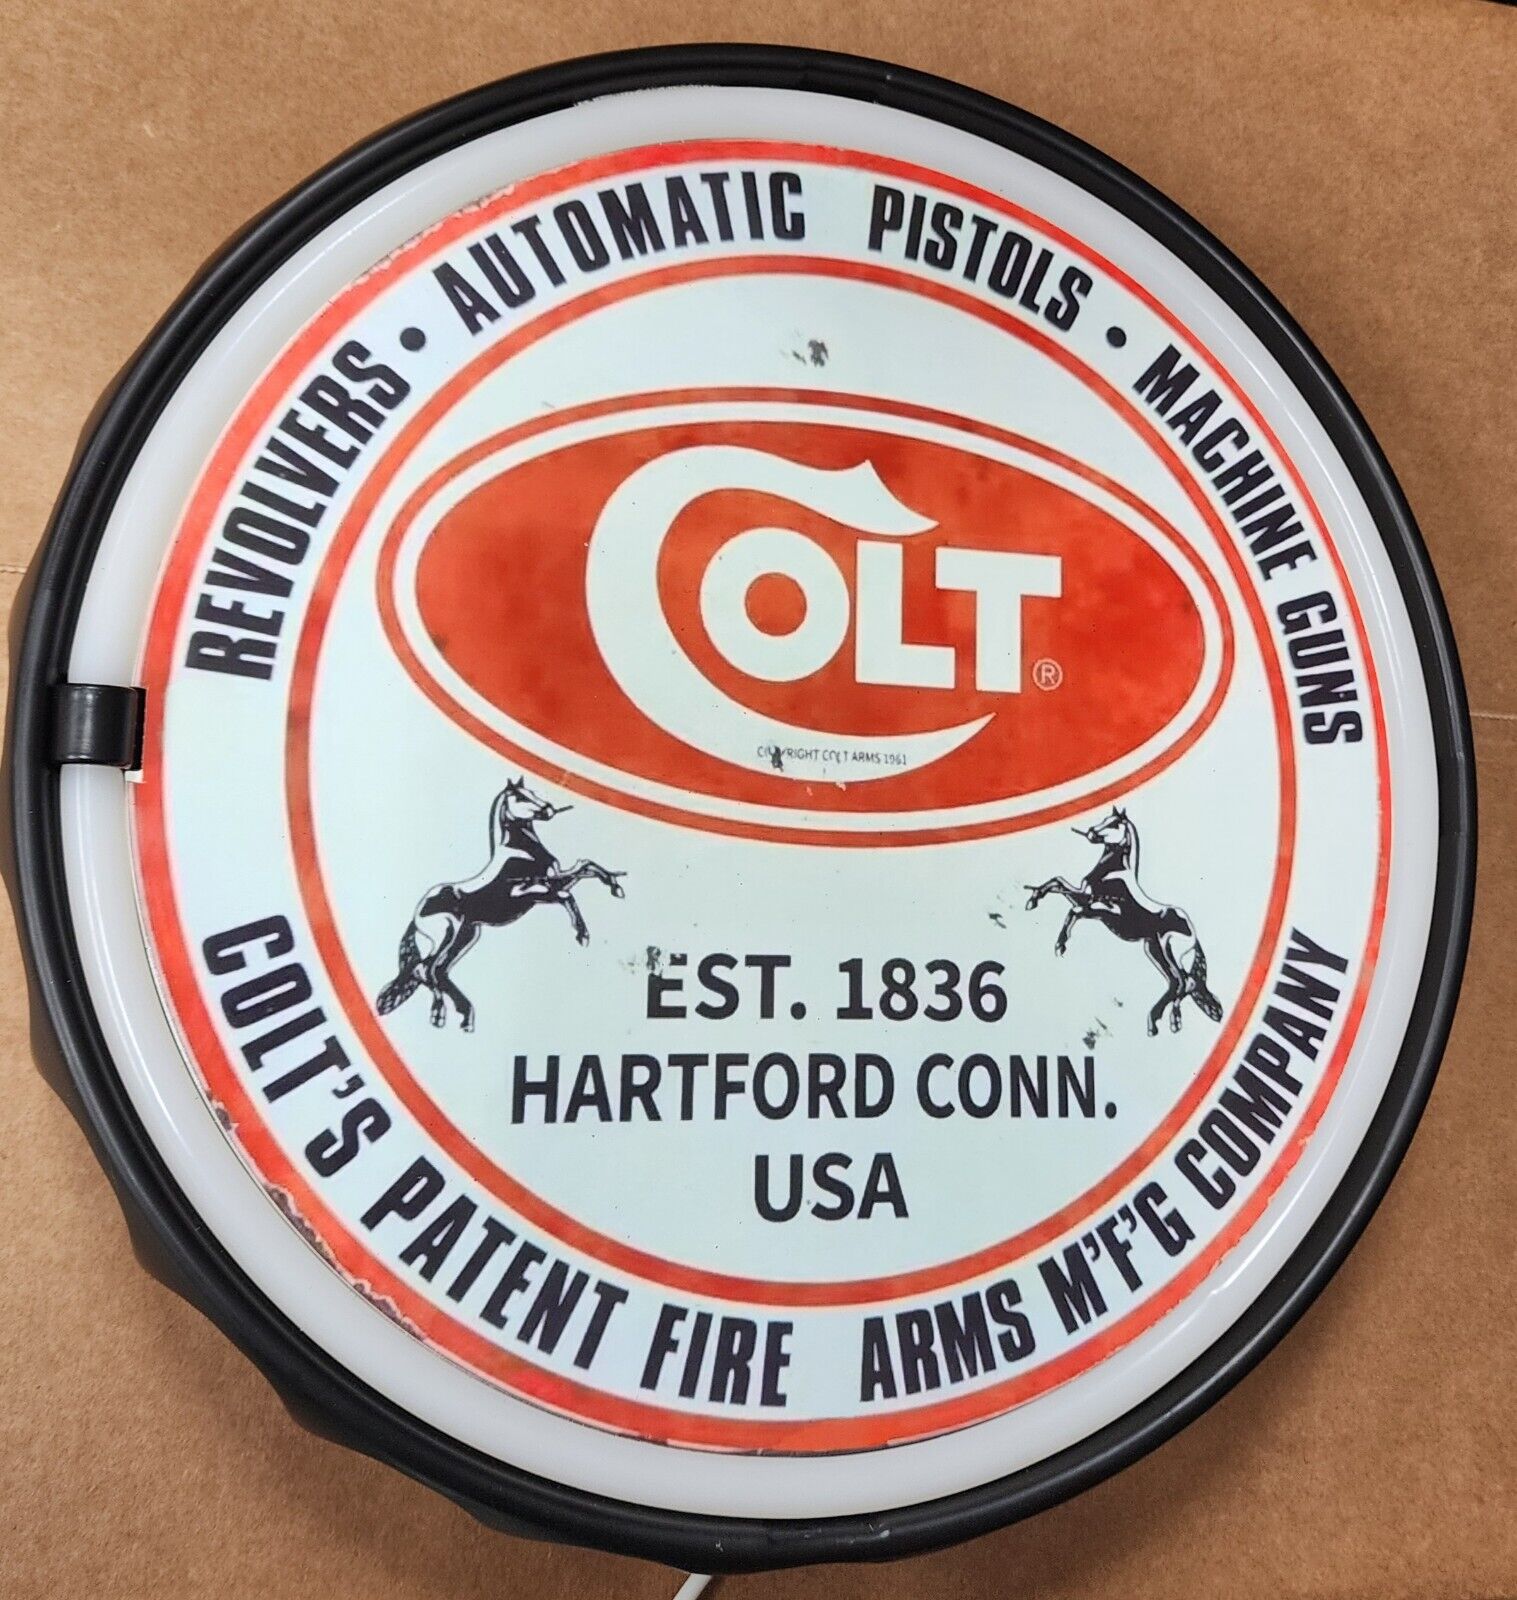 REVOLVERS • AUTOMATIC PISTOLS • MACHINE GUNS
COLT®
COPYRIGHT COLT ARMS 1961
EST. 1836
HARTFORD CONN.
USA
COLT'S PATENT FIRE ARMS M'F'G COMPANY